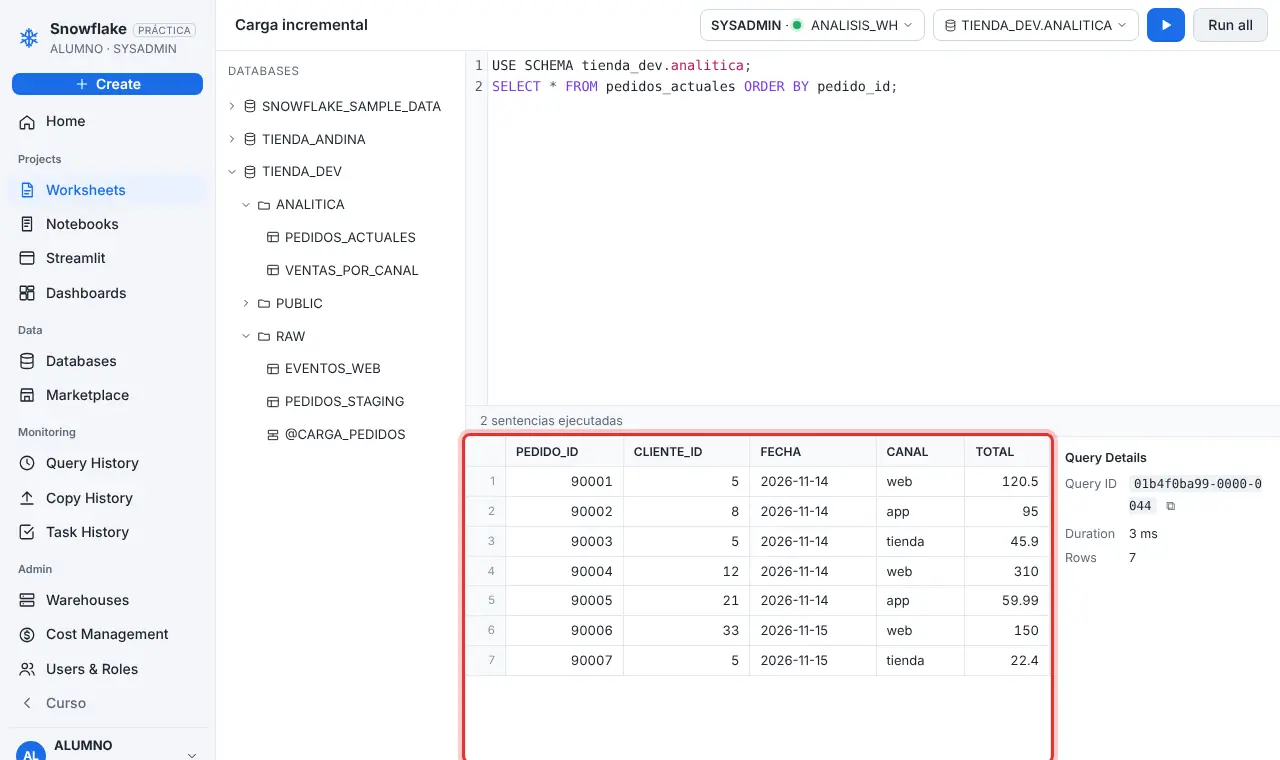 Snowflake PRÁCTICA
ALUMNO · SYSADMIN
+ Create
Home
Projects
Worksheets
Notebooks
Streamlit
Dashboards
Data
Databases
Marketplace
Monitoring
Query History
Copy History
Task History
Admin
Warehouses
Cost Management
Users & Roles
Curso
AL ALUMNO
Carga incremental
SYSADMIN · ANALISIS_WH
TIENDA_DEV.ANALITICA
Run all
DATABASES
SNOWFLAKE_SAMPLE_DATA
TIENDA_ANDINA
TIENDA_DEV
ANALITICA
PEDIDOS_ACTUALES
VENTAS_POR_CANAL
PUBLIC
RAW
EVENTOS_WEB
PEDIDOS_STAGING
@CARGA_PEDIDOS
1 USE SCHEMA tienda_dev.analitica;
2 SELECT * FROM pedidos_actuales ORDER BY pedido_id;
2 sentencias ejecutadas
PEDIDO_ID CLIENTE_ID FECHA CANAL TOTAL
1 90001 5 2026-11-14 web 120.5
2 90002 8 2026-11-14 app 95
3 90003 5 2026-11-14 tienda 45.9
4 90004 12 2026-11-14 web 310
5 90005 21 2026-11-14 app 59.99
6 90006 33 2026-11-15 web 150
7 90007 5 2026-11-15 tienda 22.4
Query Details
Query ID 01b4f0ba99-0000-0
044
Duration 3 ms
Rows 7